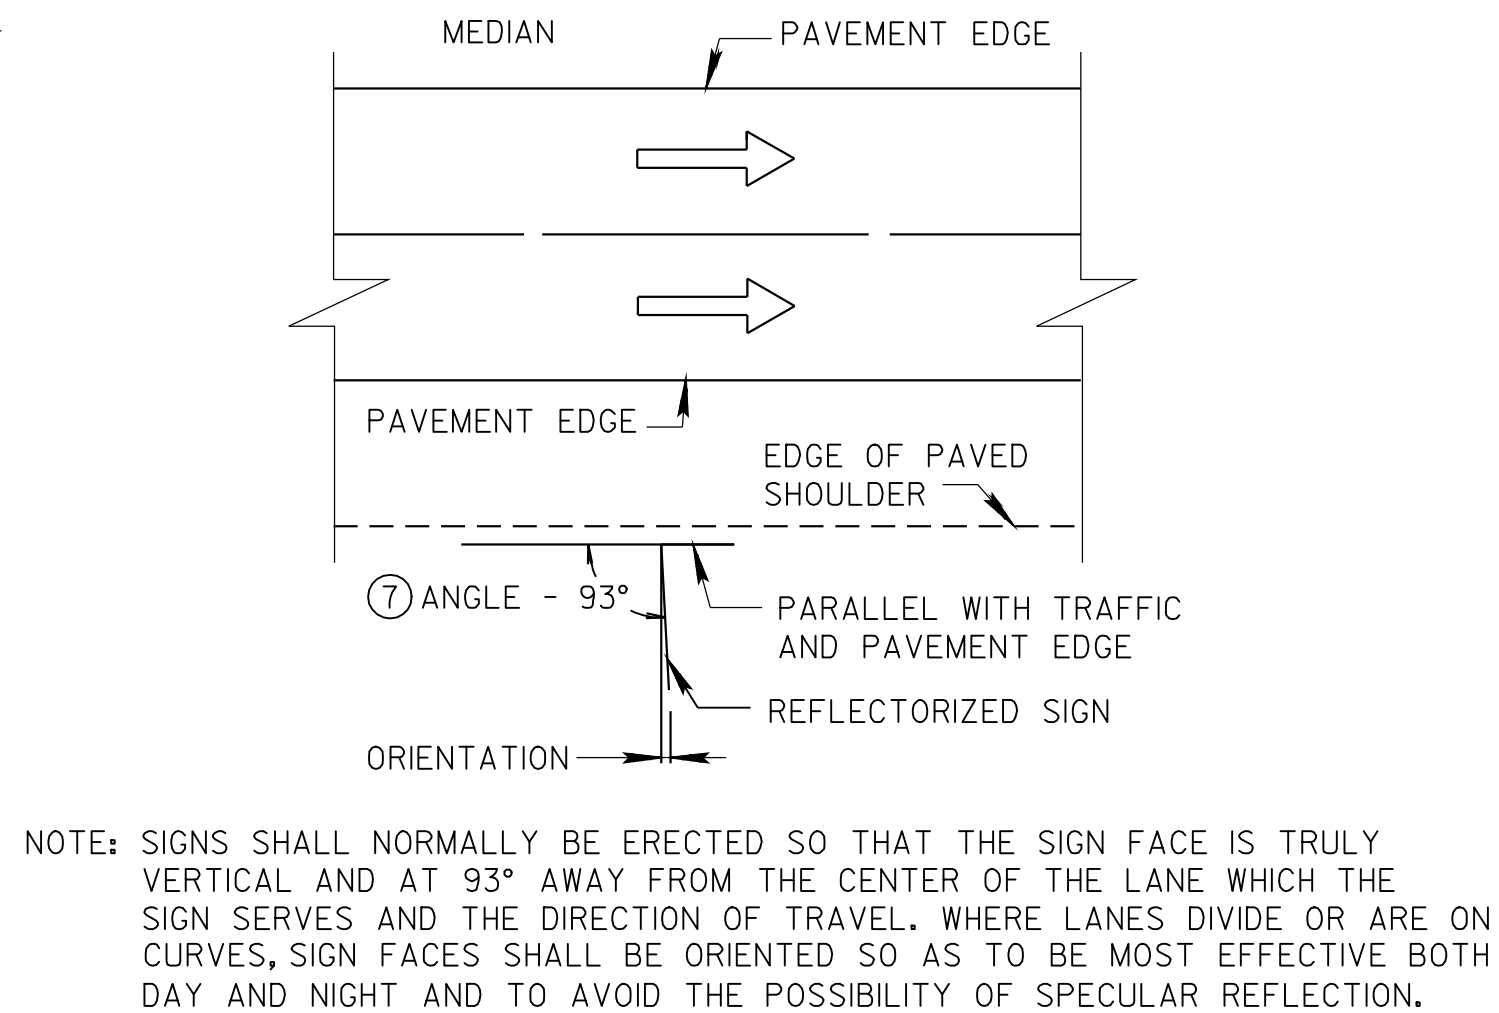 MEDIAN
PAVEMENT EDGE
PAVEMENT EDGE
EDGE OF PAVED
SHOULDER
7 ANGLE - 93°
PARALLEL WITH TRAFFIC
AND PAVEMENT EDGE
REFLECTORIZED SIGN
ORIENTATION
NOTE: SIGNS SHALL NORMALLY BE ERECTED SO THAT THE SIGN FACE IS TRULY
VERTICAL AND AT 93° AWAY FROM THE CENTER OF THE LANE WHICH THE
SIGN SERVES AND THE DIRECTION OF TRAVEL. WHERE LANES DIVIDE OR ARE ON
CURVES, SIGN FACES SHALL BE ORIENTED SO AS TO BE MOST EFFECTIVE BOTH
DAY AND NIGHT AND TO AVOID THE POSSIBILITY OF SPECULAR REFLECTION.